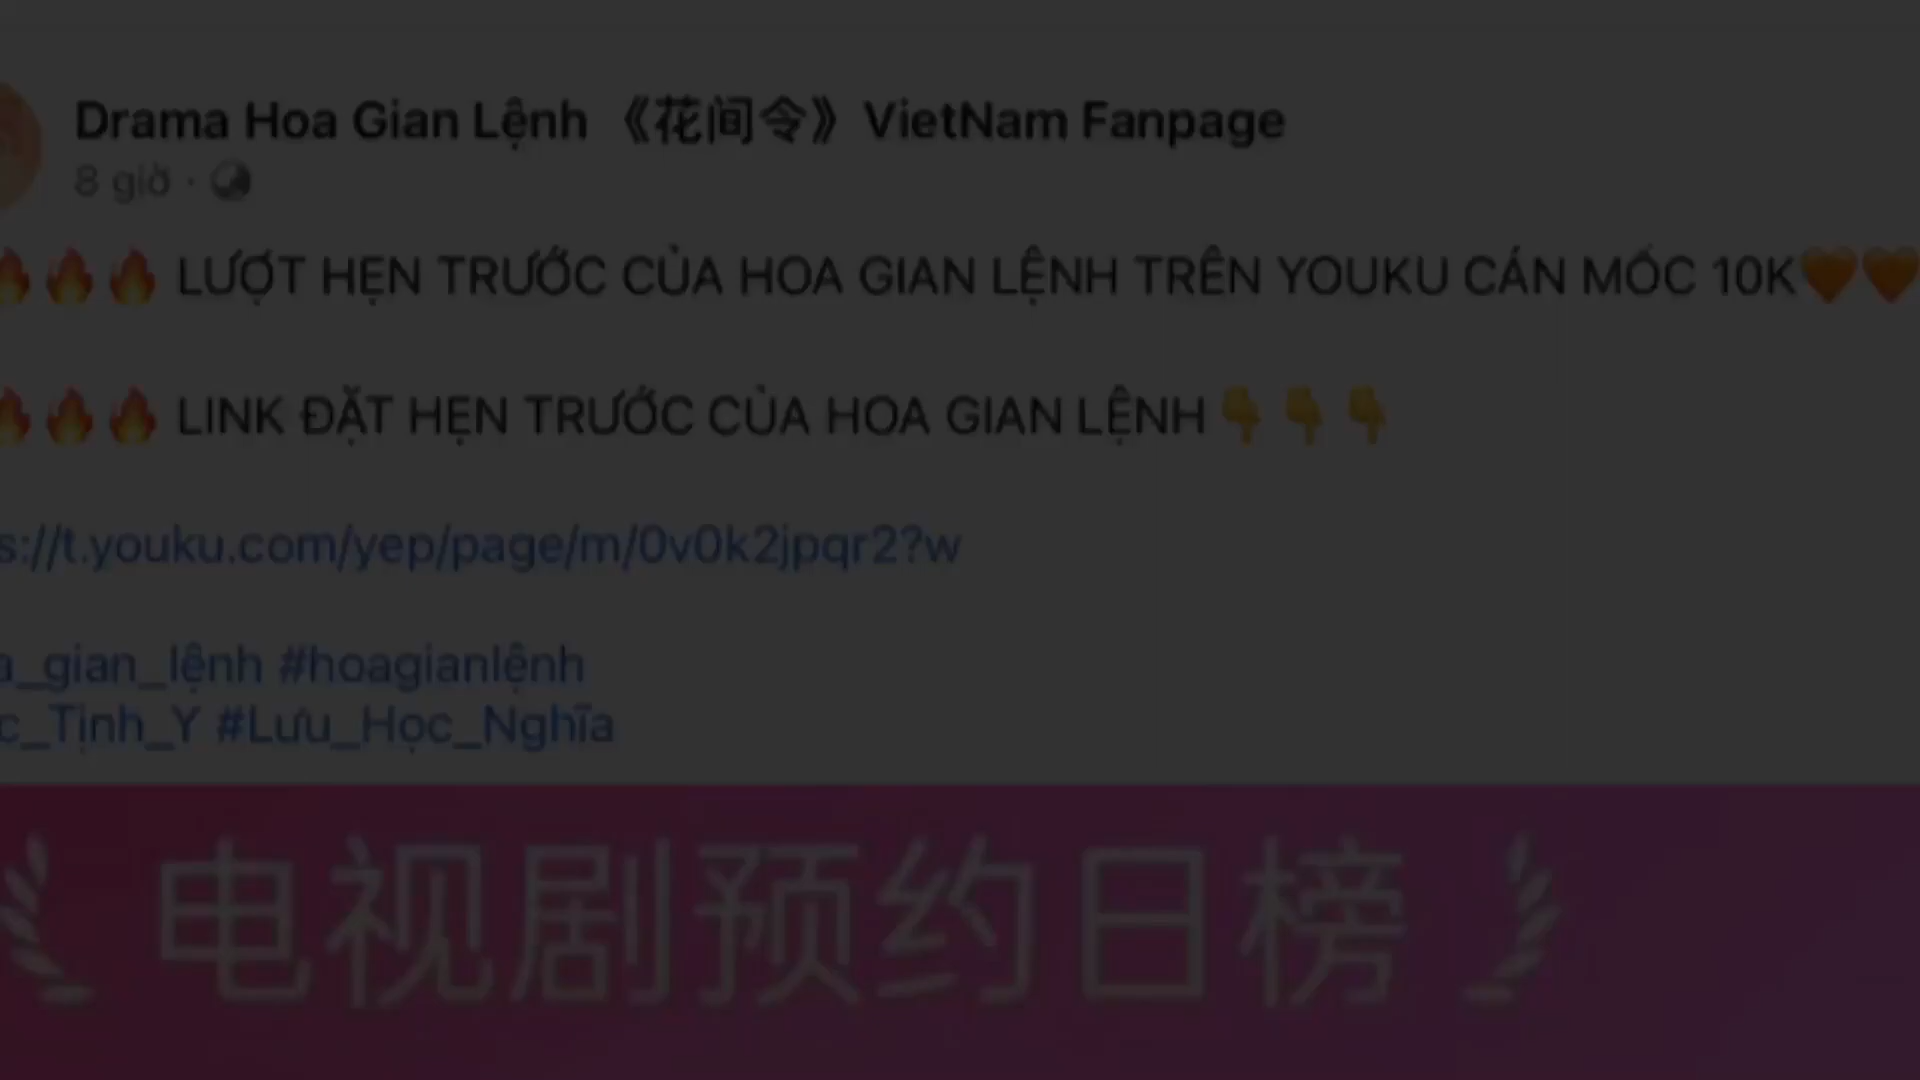 Drama Hoa Gian Lệnh 《花间令》 VietNam Fanpage
8 giờ ·
🔥🔥🔥 LƯỢT HẸN TRƯỚC CỦA HOA GIAN LỆNH TRÊN YOUKU CÁN MỐC 10K🧡🧡
🔥🔥🔥 LINK ĐẶT HẸN TRƯỚC CỦA HOA GIAN LỆNH👇👇👇
s://t.youku.com/yep/page/m/0v0k2jpqr2?w
a_gian_lệnh #hoagianlệnh
c_Tịnh_Y #Lưu_Học_Nghĩa
电视剧预约日榜